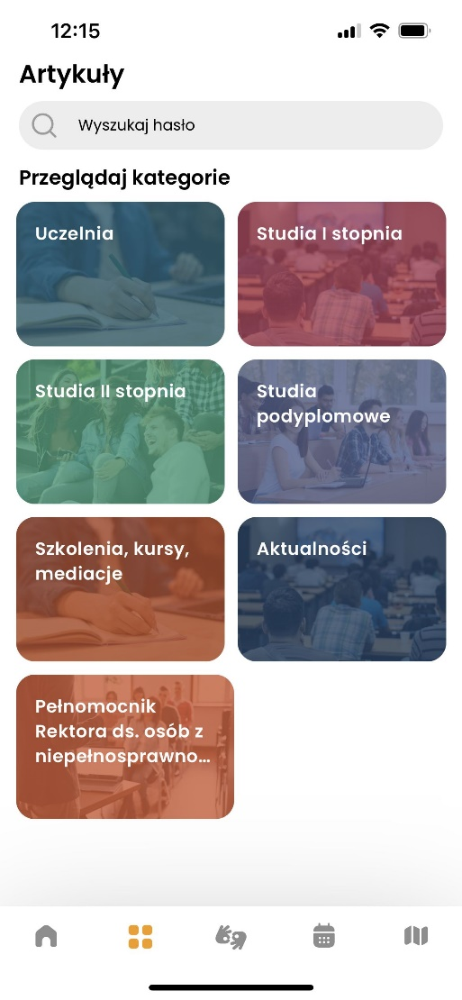 12:15
Artykuły
Wyszukaj hasło
Przeglądaj kategorie
Uczelnia
Studia I stopnia
Studia II stopnia
Studia
podyplomowe
Szkolenia, kursy,
mediacje
Aktualności
Pełnomocnik
Rektora ds. osób z
niepełnosprawno...